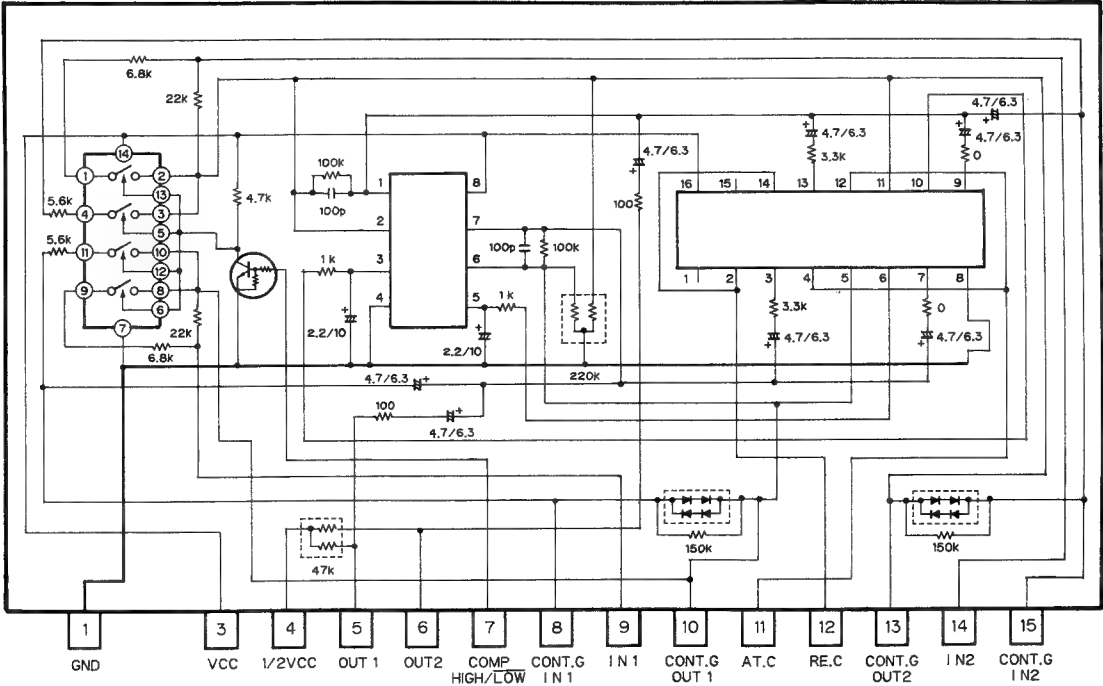 6.8k
22k
4.7/6.3
4.7/6.3
0
4.7/6.3
3.3k
4.7/6.3
100
14
1
2
13
4
3
5
11
10
12
9
8
6
7
5.6k
5.6k
22k
6.8k
4.7k
100k
100p
1
2
3
4
8
7
6
5
1k
2.2/10
100p
100k
1k
2.2/10
220k
16
15
14
13
12
11
10
9
1
2
3
4
5
6
7
8
3.3k
4.7/6.3
0
4.7/6.3
4.7/6.3
100
4.7/6.3
47k
150k
150k
1
3
4
5
6
7
8
9
10
11
12
13
14
15
GND
VCC
1/2VCC
OUT 1
OUT2
COMP
HIGH/LOW
CONT.G
IN 1
IN 1
CONT.G
OUT 1
AT.C
RE.C
CONT.G
OUT2
IN2
CONT.G
IN2